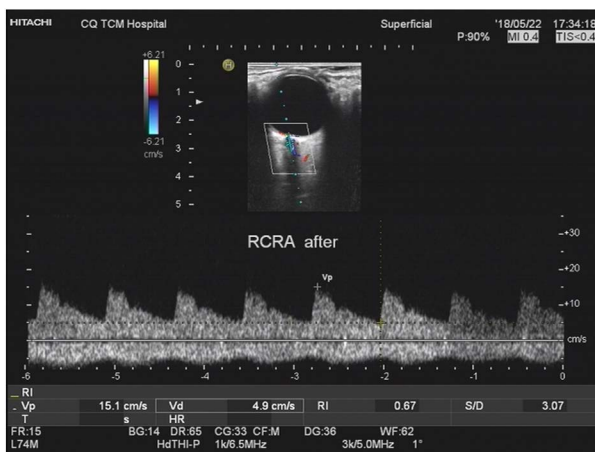 HITACHI CQ TCM Hospital Superficial '18/05/22 17:34:18
P:90% MI 0.4 TIS<0.4
+6.21
-6.21
cm/s
H
0
1
2
3
4
5
RCRA after
Vp
+30
+20
+10
cm/s
-6 -5 -4 -3 -2 -1 0
RI
Vp 15.1 cm/s Vd 4.9 cm/s RI 0.67 S/D 3.07
T s HR
FR:15 BG:14 DR:65 CG:33 CF:M DG:36 WF:62
L74M HdTHI-P 1k/6.5MHz 3k/5.0MHz 1°